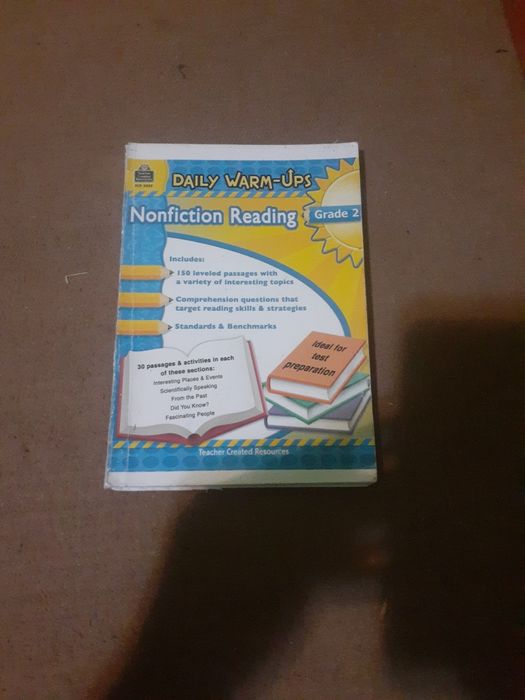 DAILY WARM-UPS
Nonfiction Reading
Grade 2
Includes:
150 leveled passages with
a variety of interesting topics
Comprehension questions that
target reading skills & strategies
Standards & Benchmarks
Ideal for
test
preparation
30 passages & activities in each
of these sections:
Interesting Places & Events
Scientifically Speaking
From the Past
Did You Know?
Fascinating People
Teacher Created Resources